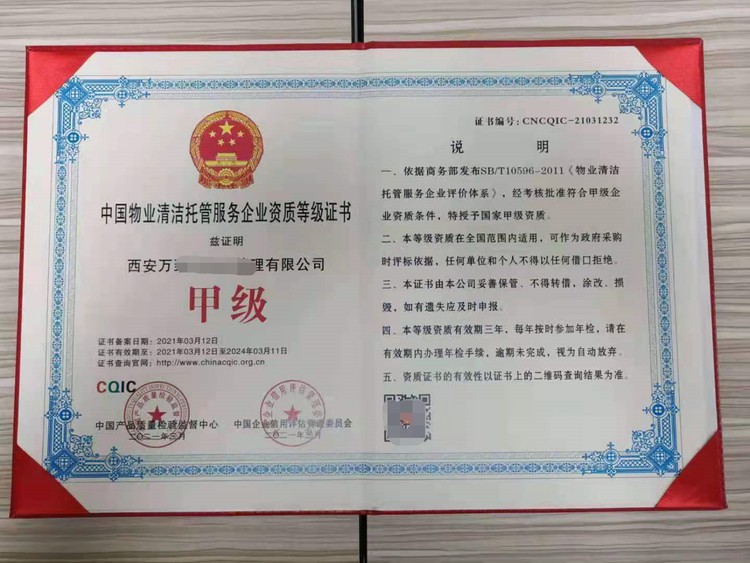 中国物业清洁托管服务企业资质等级证书
兹证明
西安万 理有限公司
甲级
证书备案日期：2021年03月12日
证书有效期至：2021年03月12日至2024年03月11日
证书查询官网：http://www.chinacqic.org.cn
CQIC
中国产品质量检验监督中心
二〇二一年三月
中国企业信用评估管理委员会
二〇二一年三月
证书编号：CNCQIC-21031232
说 明
一、依据商务部发布SB/T10596-2011《物业清洁
托管服务企业评价体系》，经考核批准符合甲级企
业资质条件，特授予国家甲级资质。
二、本等级资质在全国范围内适用，可作为政府采购
时评标依据，任何单位和个人不得以任何借口拒绝。
三、本证书由本公司妥善保管、不得转借，涂改、损
毁，如有遗失应及时申报。
四、本等级资质有效期三年，每年按时参加年检，请在
有效期内办理年检手续，逾期未完成，视为自动放弃。
五、资质证书的有效性以证书上的二维码查询结果为准。